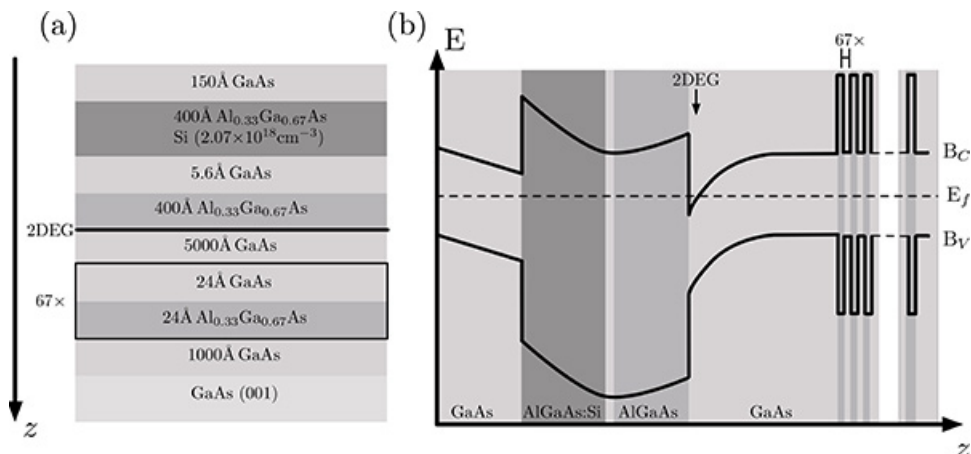 (a)
150Å GaAs
400Å Al₀.₃₃Ga₀.₆₇As
Si (2.07×10¹⁸cm⁻³)
5.6Å GaAs
400Å Al₀.₃₃Ga₀.₆₇As
2DEG
5000Å GaAs
24Å GaAs
67×
24Å Al₀.₃₃Ga₀.₆₇As
1000Å GaAs
GaAs (001)
z
(b)
E
67×
2DEG
B_C
E_f
B_V
GaAs
AlGaAs:Si
AlGaAs
GaAs
z